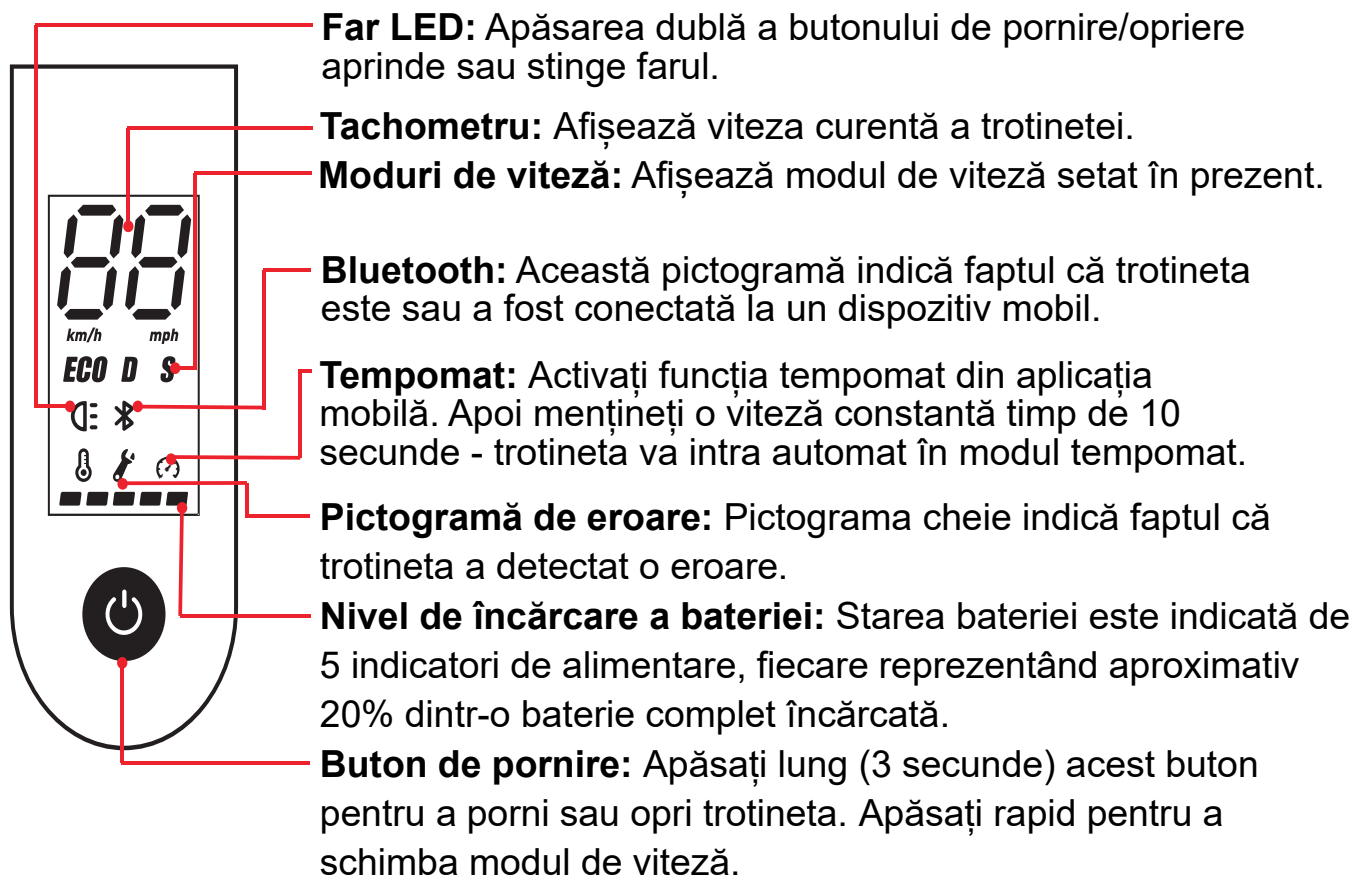 Far LED: Apăsarea dublă a butonului de pornire/opriere
aprinde sau stinge farul.
Tachometru: Afișează viteza curentă a trotinetei.
Moduri de viteză: Afișează modul de viteză setat în prezent.
88
km/h mph
ECO D S
Bluetooth: Această pictogramă indică faptul că trotineta
este sau a fost conectată la un dispozitiv mobil.
Tempomat: Activați funcția tempomat din aplicația
mobilă. Apoi mențineți o viteză constantă timp de 10
secunde - trotineta va intra automat în modul tempomat.
Pictogramă de eroare: Pictograma cheie indică faptul că
trotineta a detectat o eroare.
Nivel de încărcare a bateriei: Starea bateriei este indicată de
5 indicatori de alimentare, fiecare reprezentând aproximativ
20% dintr-o baterie complet încărcată.
Buton de pornire: Apăsați lung (3 secunde) acest buton
pentru a porni sau opri trotineta. Apăsați rapid pentru a
schimba modul de viteză.